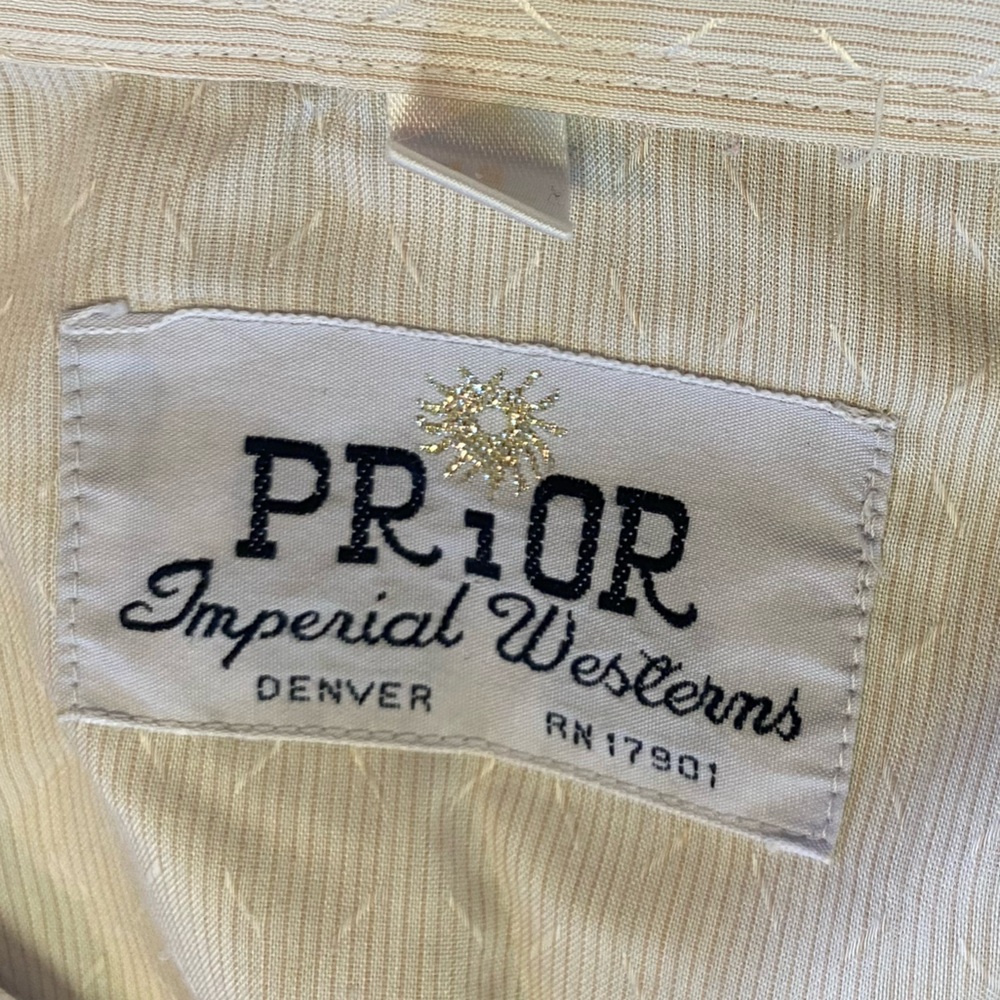 PRiOR
Imperial Westerns
DENVER
RN 17901